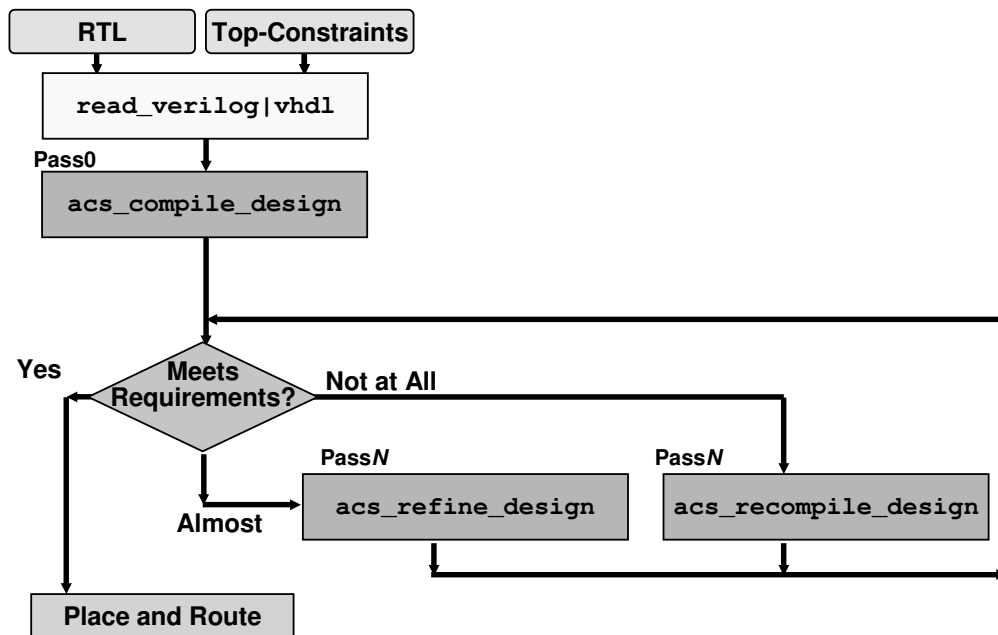 RTL
Top-Constraints
read_verilog|vhdl
Pass0
acs_compile_design
Yes
Meets
Requirements?
Not at All
PassN
PassN
acs_refine_design
acs_recompile_design
Almost
Place and Route